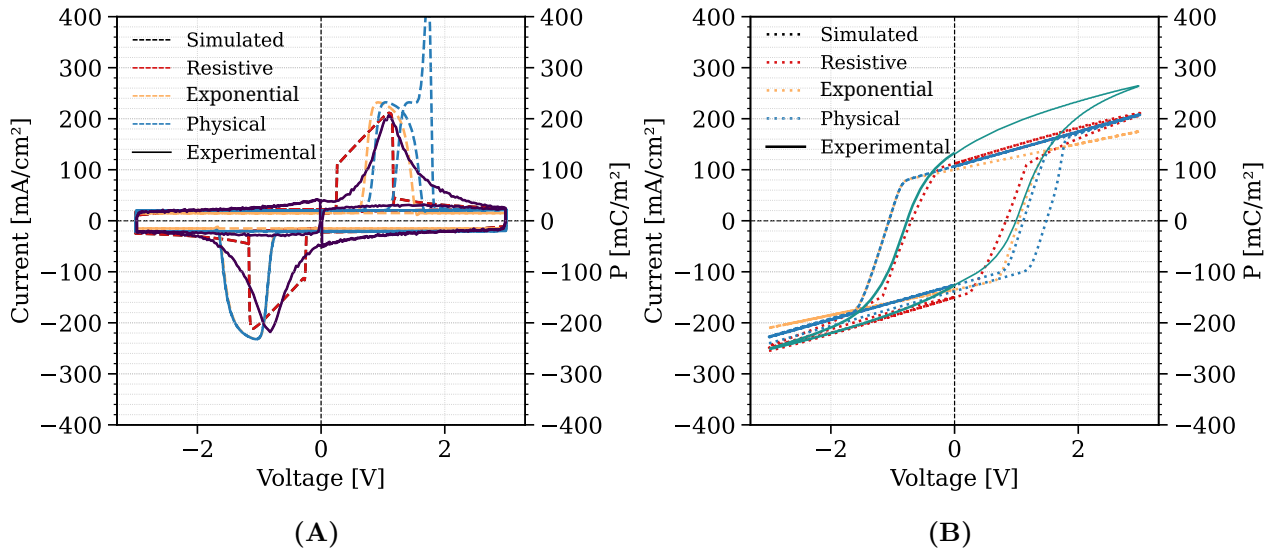 400
300
200
100
0
−100
−200
−300
−400
Current [mA/cm²]
−2
0
2
Voltage [V]
400
300
200
100
0
−100
−200
−300
−400
P [mC/m²]
Simulated
Resistive
Exponential
Physical
Experimental
(A)
400
300
200
100
0
−100
−200
−300
−400
Current [mA/cm²]
−2
0
2
Voltage [V]
400
300
200
100
0
−100
−200
−300
−400
P [mC/m²]
Simulated
Resistive
Exponential
Physical
Experimental
(B)